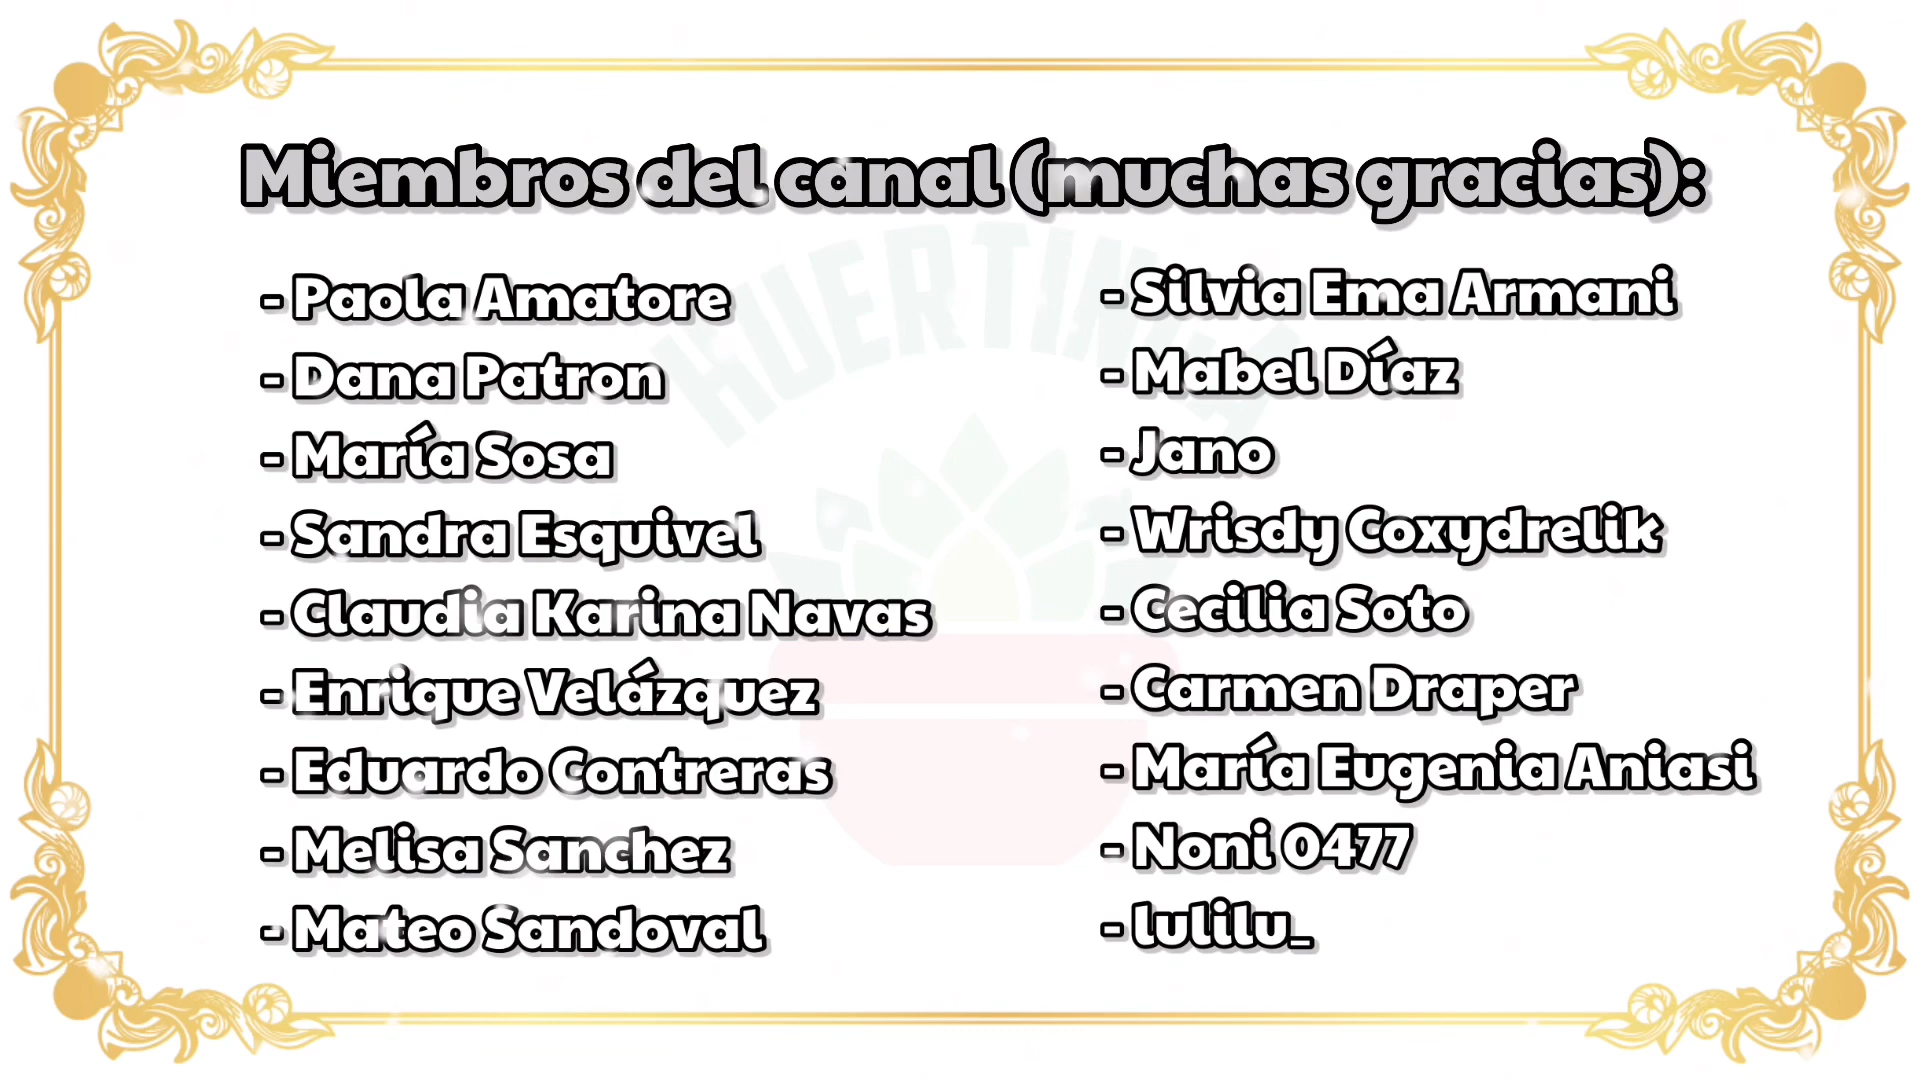 Miembros del canal (muchas gracias):
- Paola Amatore
- Dana Patron
- María Sosa
- Sandra Esquivel
- Claudia Karina Navas
- Enrique Velázquez
- Eduardo Contreras
- Melisa Sanchez
- Mateo Sandoval
- Silvia Ema Armani
- Mabel Díaz
- Jano
- Wrisdy Coxydrelik
- Cecilia Soto
- Carmen Draper
- María Eugenia Aniasi
- Noni 0477
- lulilu_